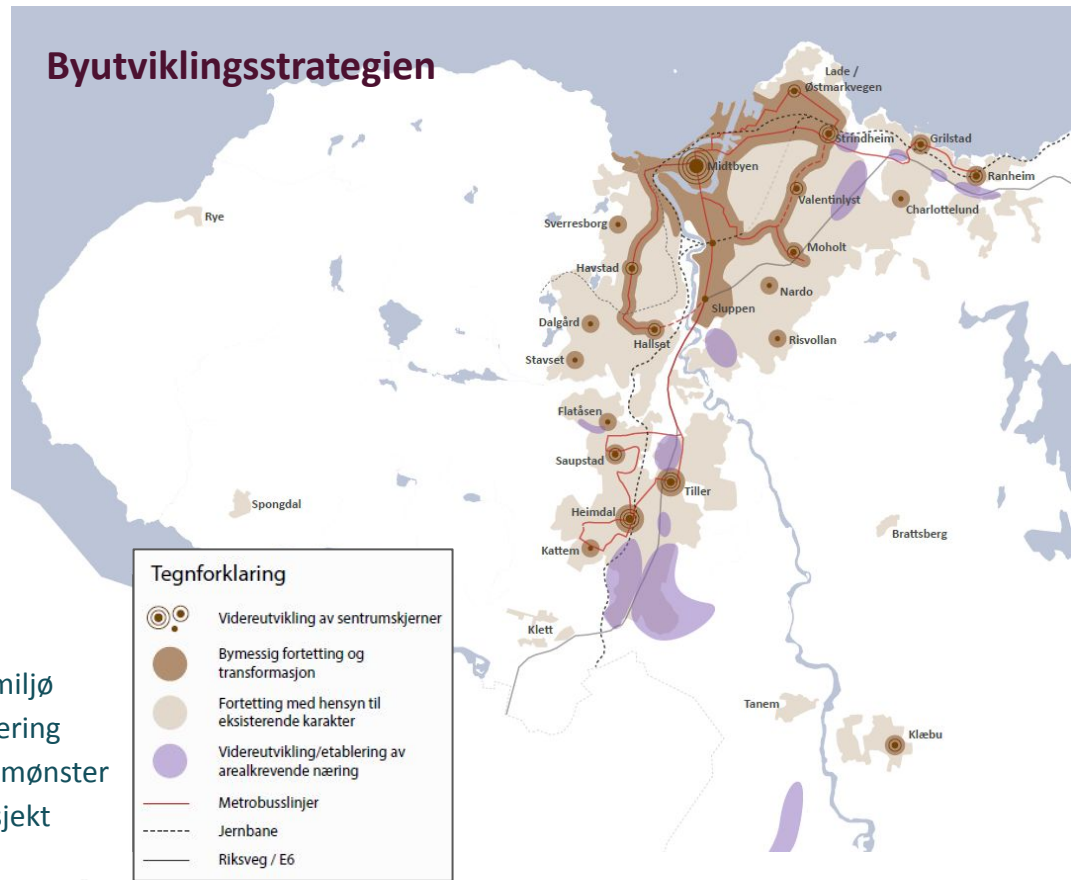 Byutviklingsstrategien
Lade /
Østmarkvegen
Strindheim
Grilstad
Midtbyen
Ranheim
Valentinlyst
Charlottelund
Rye
Sverresborg
Moholt
Havstad
Nardo
Sluppen
Dalgård
Hallset
Risvollan
Stavset
Flatåsen
Saupstad
Tiller
Spongdal
Heimdal
Brattsberg
Kattem
Klett
Tanem
Klæbu
Tegnforklaring
Videreutvikling av sentrumskjerner
Bymessig fortetting og
transformasjon
Fortetting med hensyn til
eksisterende karakter
Videreutvikling/etablering av
arealkrevende næring
Metrobusslinjer
Jernbane
Riksveg / E6
miljø
ering
mønster
sjekt